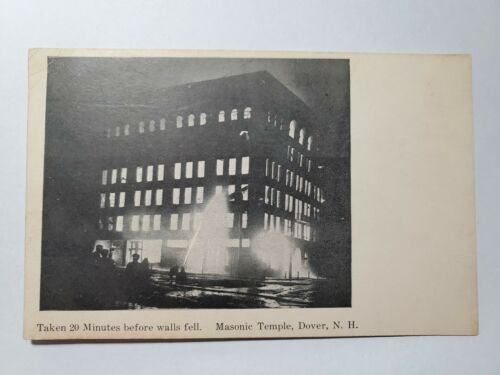 Taken 20 Minutes before walls fell. Masonic Temple, Dover, N. H.